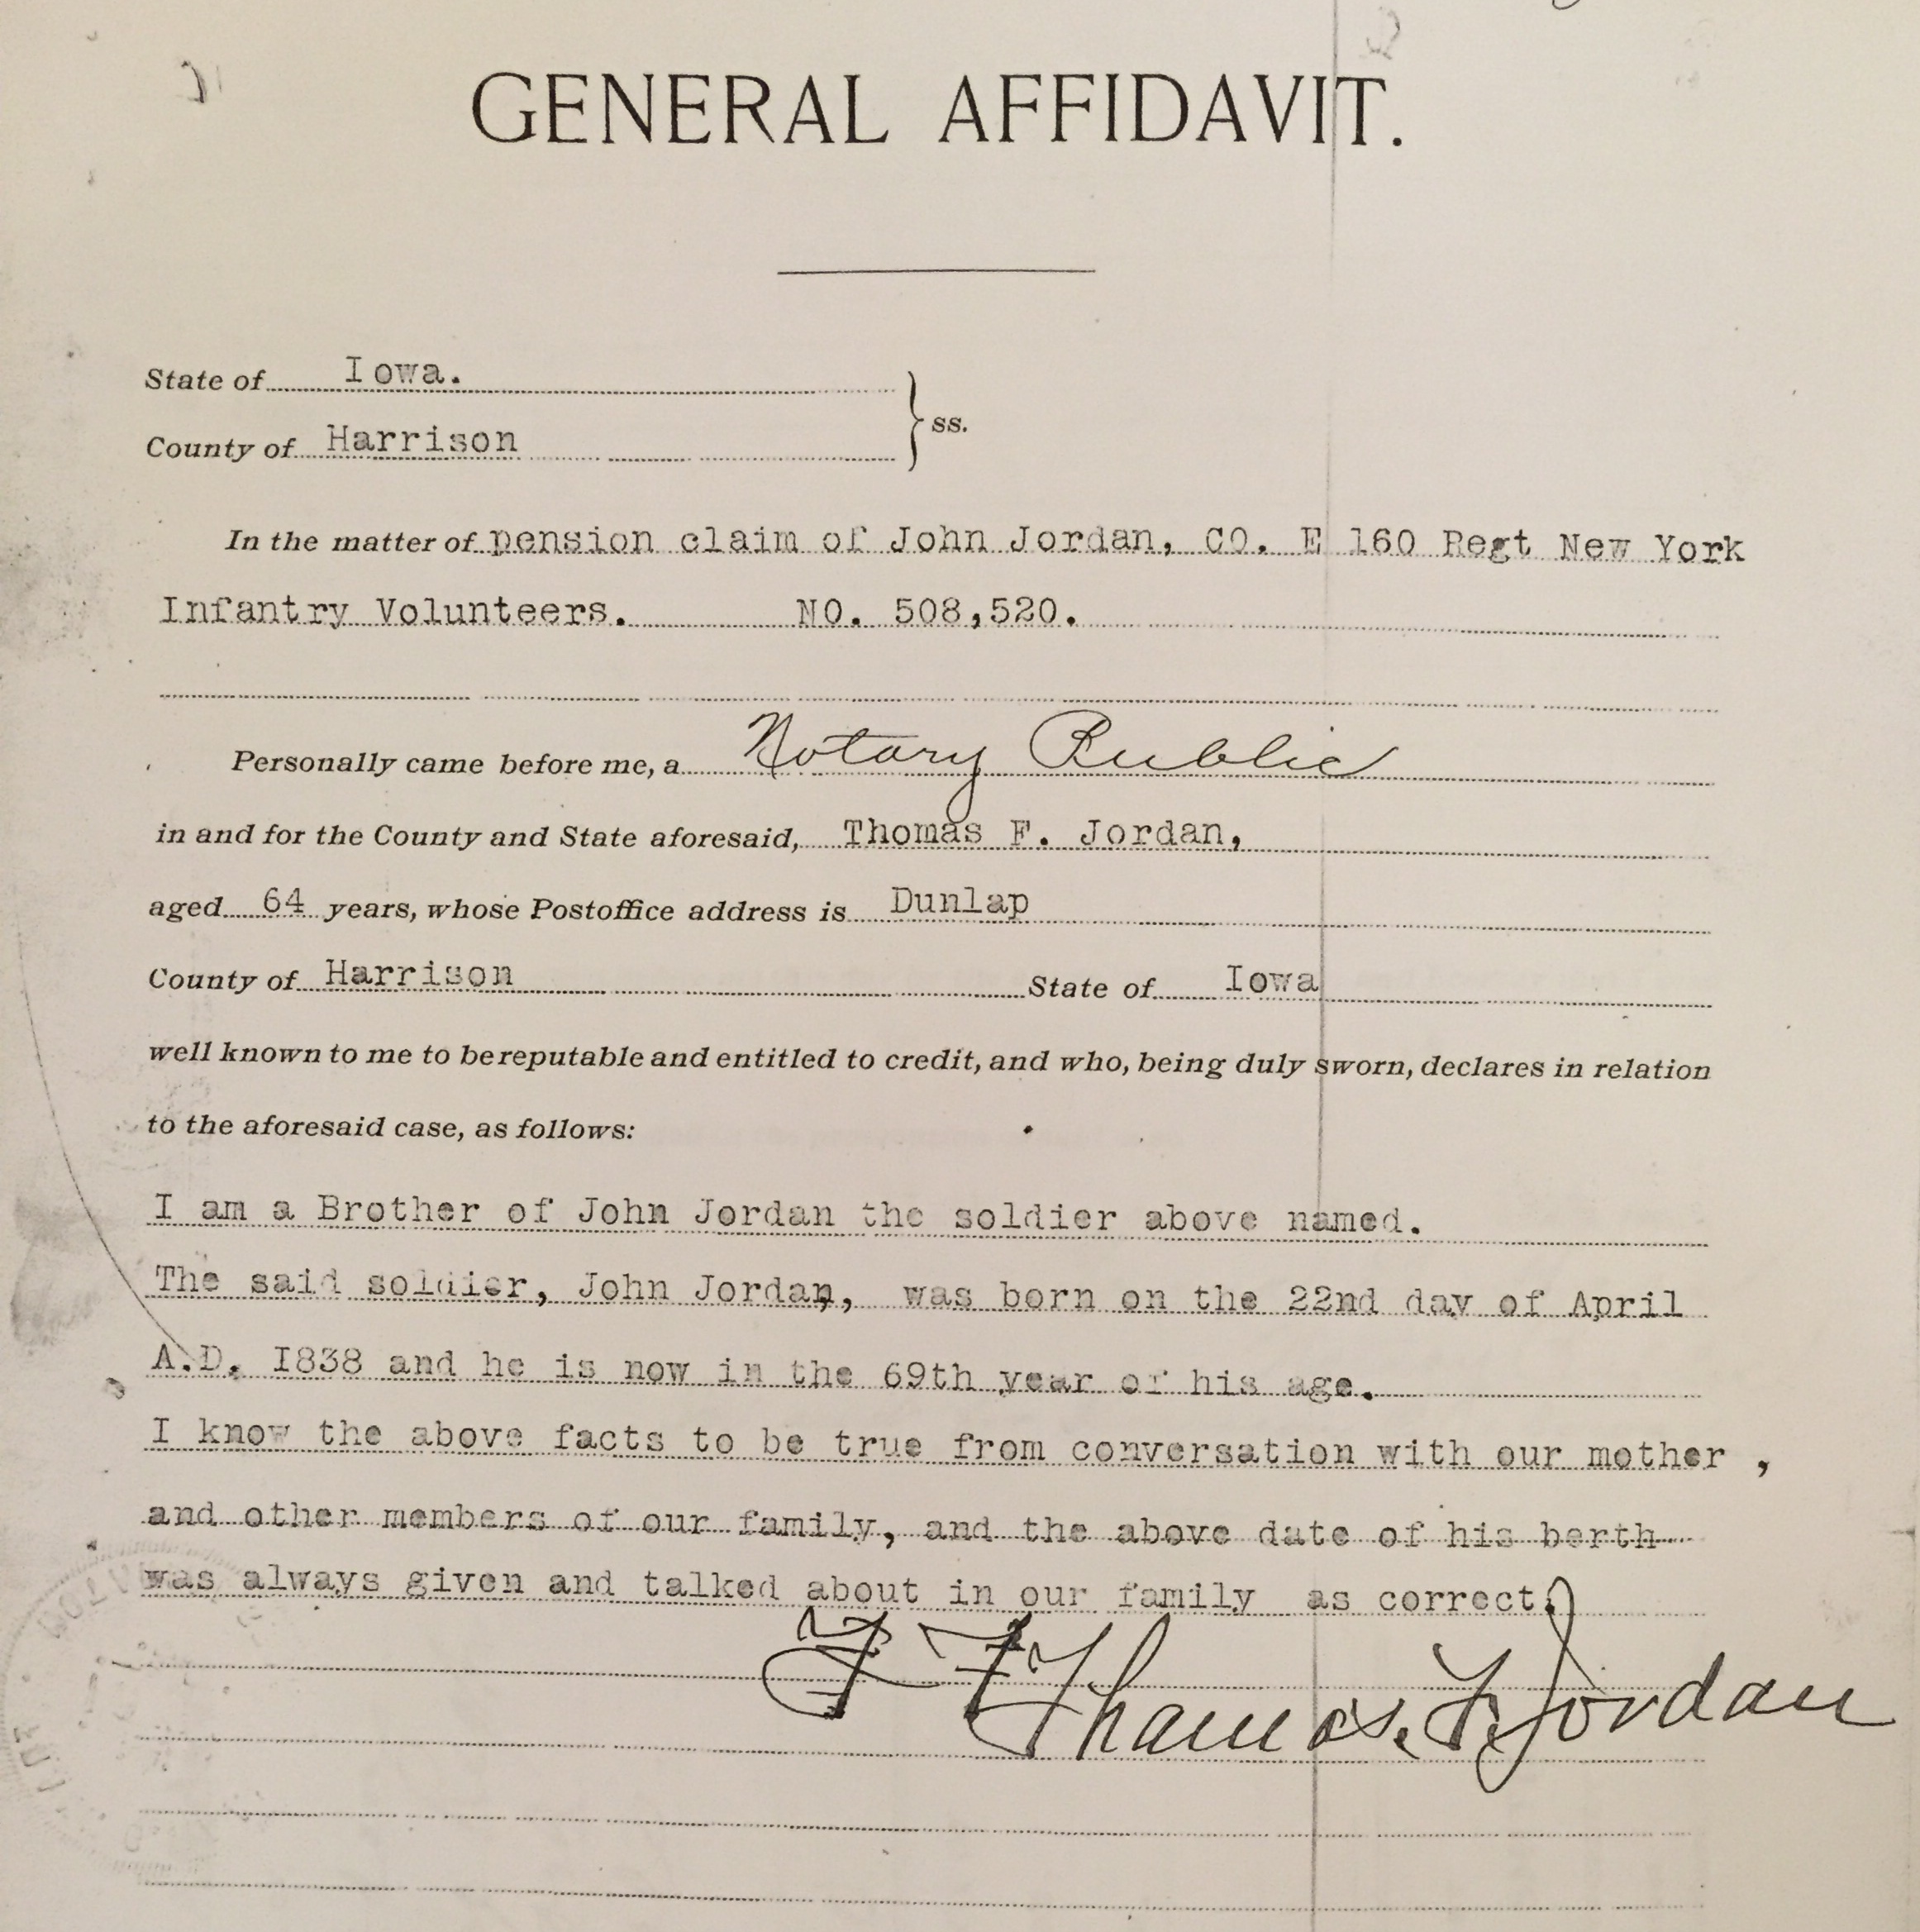 GENERAL AFFIDAVIT.
State of Iowa.
County of Harrison
ss.
In the matter of pension claim of John Jordan, CO. E 160 Regt New York
Infantry Volunteers. NO. 508,520.
Personally came before me, a Notary Public
in and for the County and State aforesaid, Thomas F. Jordan,
aged 64 years, whose Postoffice address is Dunlap
County of Harrison State of Iowa
well known to me to be reputable and entitled to credit, and who, being duly sworn, declares in relation
to the aforesaid case, as follows:
I am a Brother of John Jordan the soldier above named.
The said soldier, John Jordan, was born on the 22nd day of April
A.D. I838 and he is now in the 69th year of his age.
I know the above facts to be true from conversation with our mother ,
and other members of our family, and the above date of his berth
was always given and talked about in our family as correct.
Thomas. F. Jordan